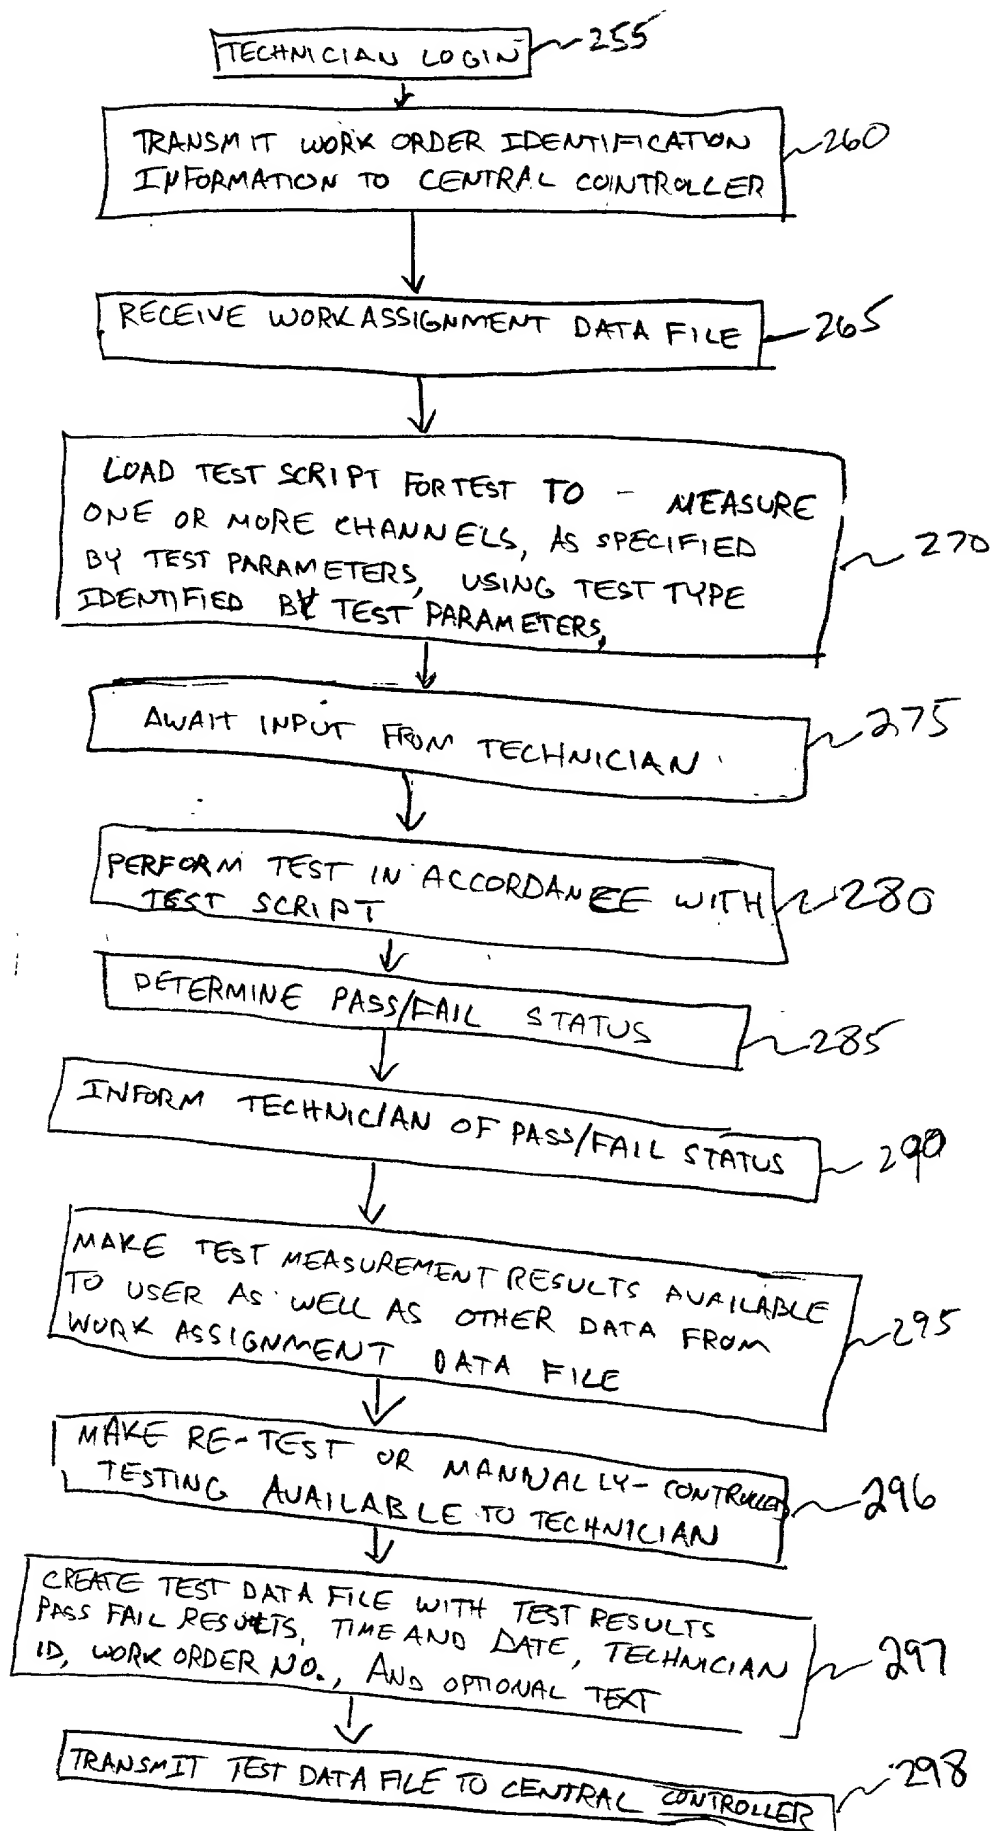 TECHNICIAN LOGIN 255
TRANSMIT WORK ORDER IDENTIFICATION
INFORMATION TO CENTRAL CONTROLLER 260
RECEIVE WORK ASSIGNMENT DATA FILE 265
LOAD TEST SCRIPT FOR TEST TO - MEASURE
ONE OR MORE CHANNELS, AS SPECIFIED
BY TEST PARAMETERS, USING TEST TYPE
IDENTIFIED BY TEST PARAMETERS, 270
AWAIT INPUT FROM TECHNICIAN 275
PERFORM TEST IN ACCORDANCE WITH
TEST SCRIPT 280
DETERMINE PASS/FAIL STATUS 285
INFORM TECHNICIAN OF PASS/FAIL STATUS 290
MAKE TEST MEASUREMENT RESULTS AVAILABLE
TO USER AS WELL AS OTHER DATA FROM
WORK ASSIGNMENT DATA FILE 295
MAKE RE-TEST OR MANUALLY-CONTROLLED
TESTING AVAILABLE TO TECHNICIAN 296
CREATE TEST DATA FILE WITH TEST RESULTS
PASS FAIL RESULTS, TIME AND DATE, TECHNICIAN
ID, WORK ORDER NO., AND OPTIONAL TEXT 297
TRANSMIT TEST DATA FILE TO CENTRAL CONTROLLER 298